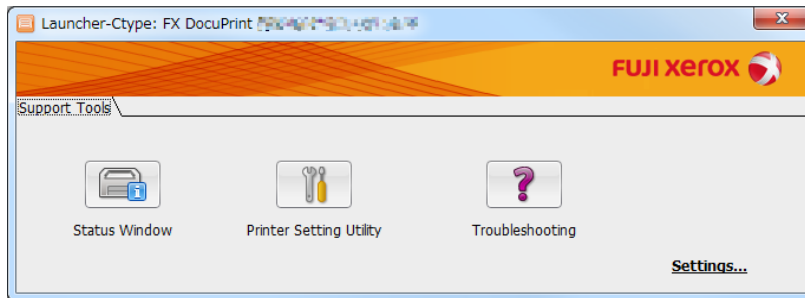 Launcher-Ctype: FX DocuPrint
FUJI xerox
Support Tools
Status Window
Printer Setting Utility
Troubleshooting
Settings...